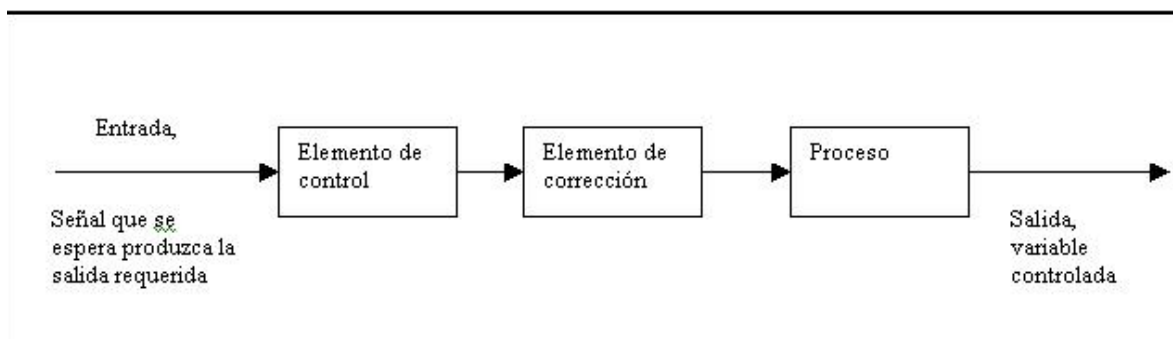 Entrada,
Señal que se
espera produzca la
salida requerida
Elemento de
control
Elemento de
corrección
Proceso
Salida,
variable
controlada